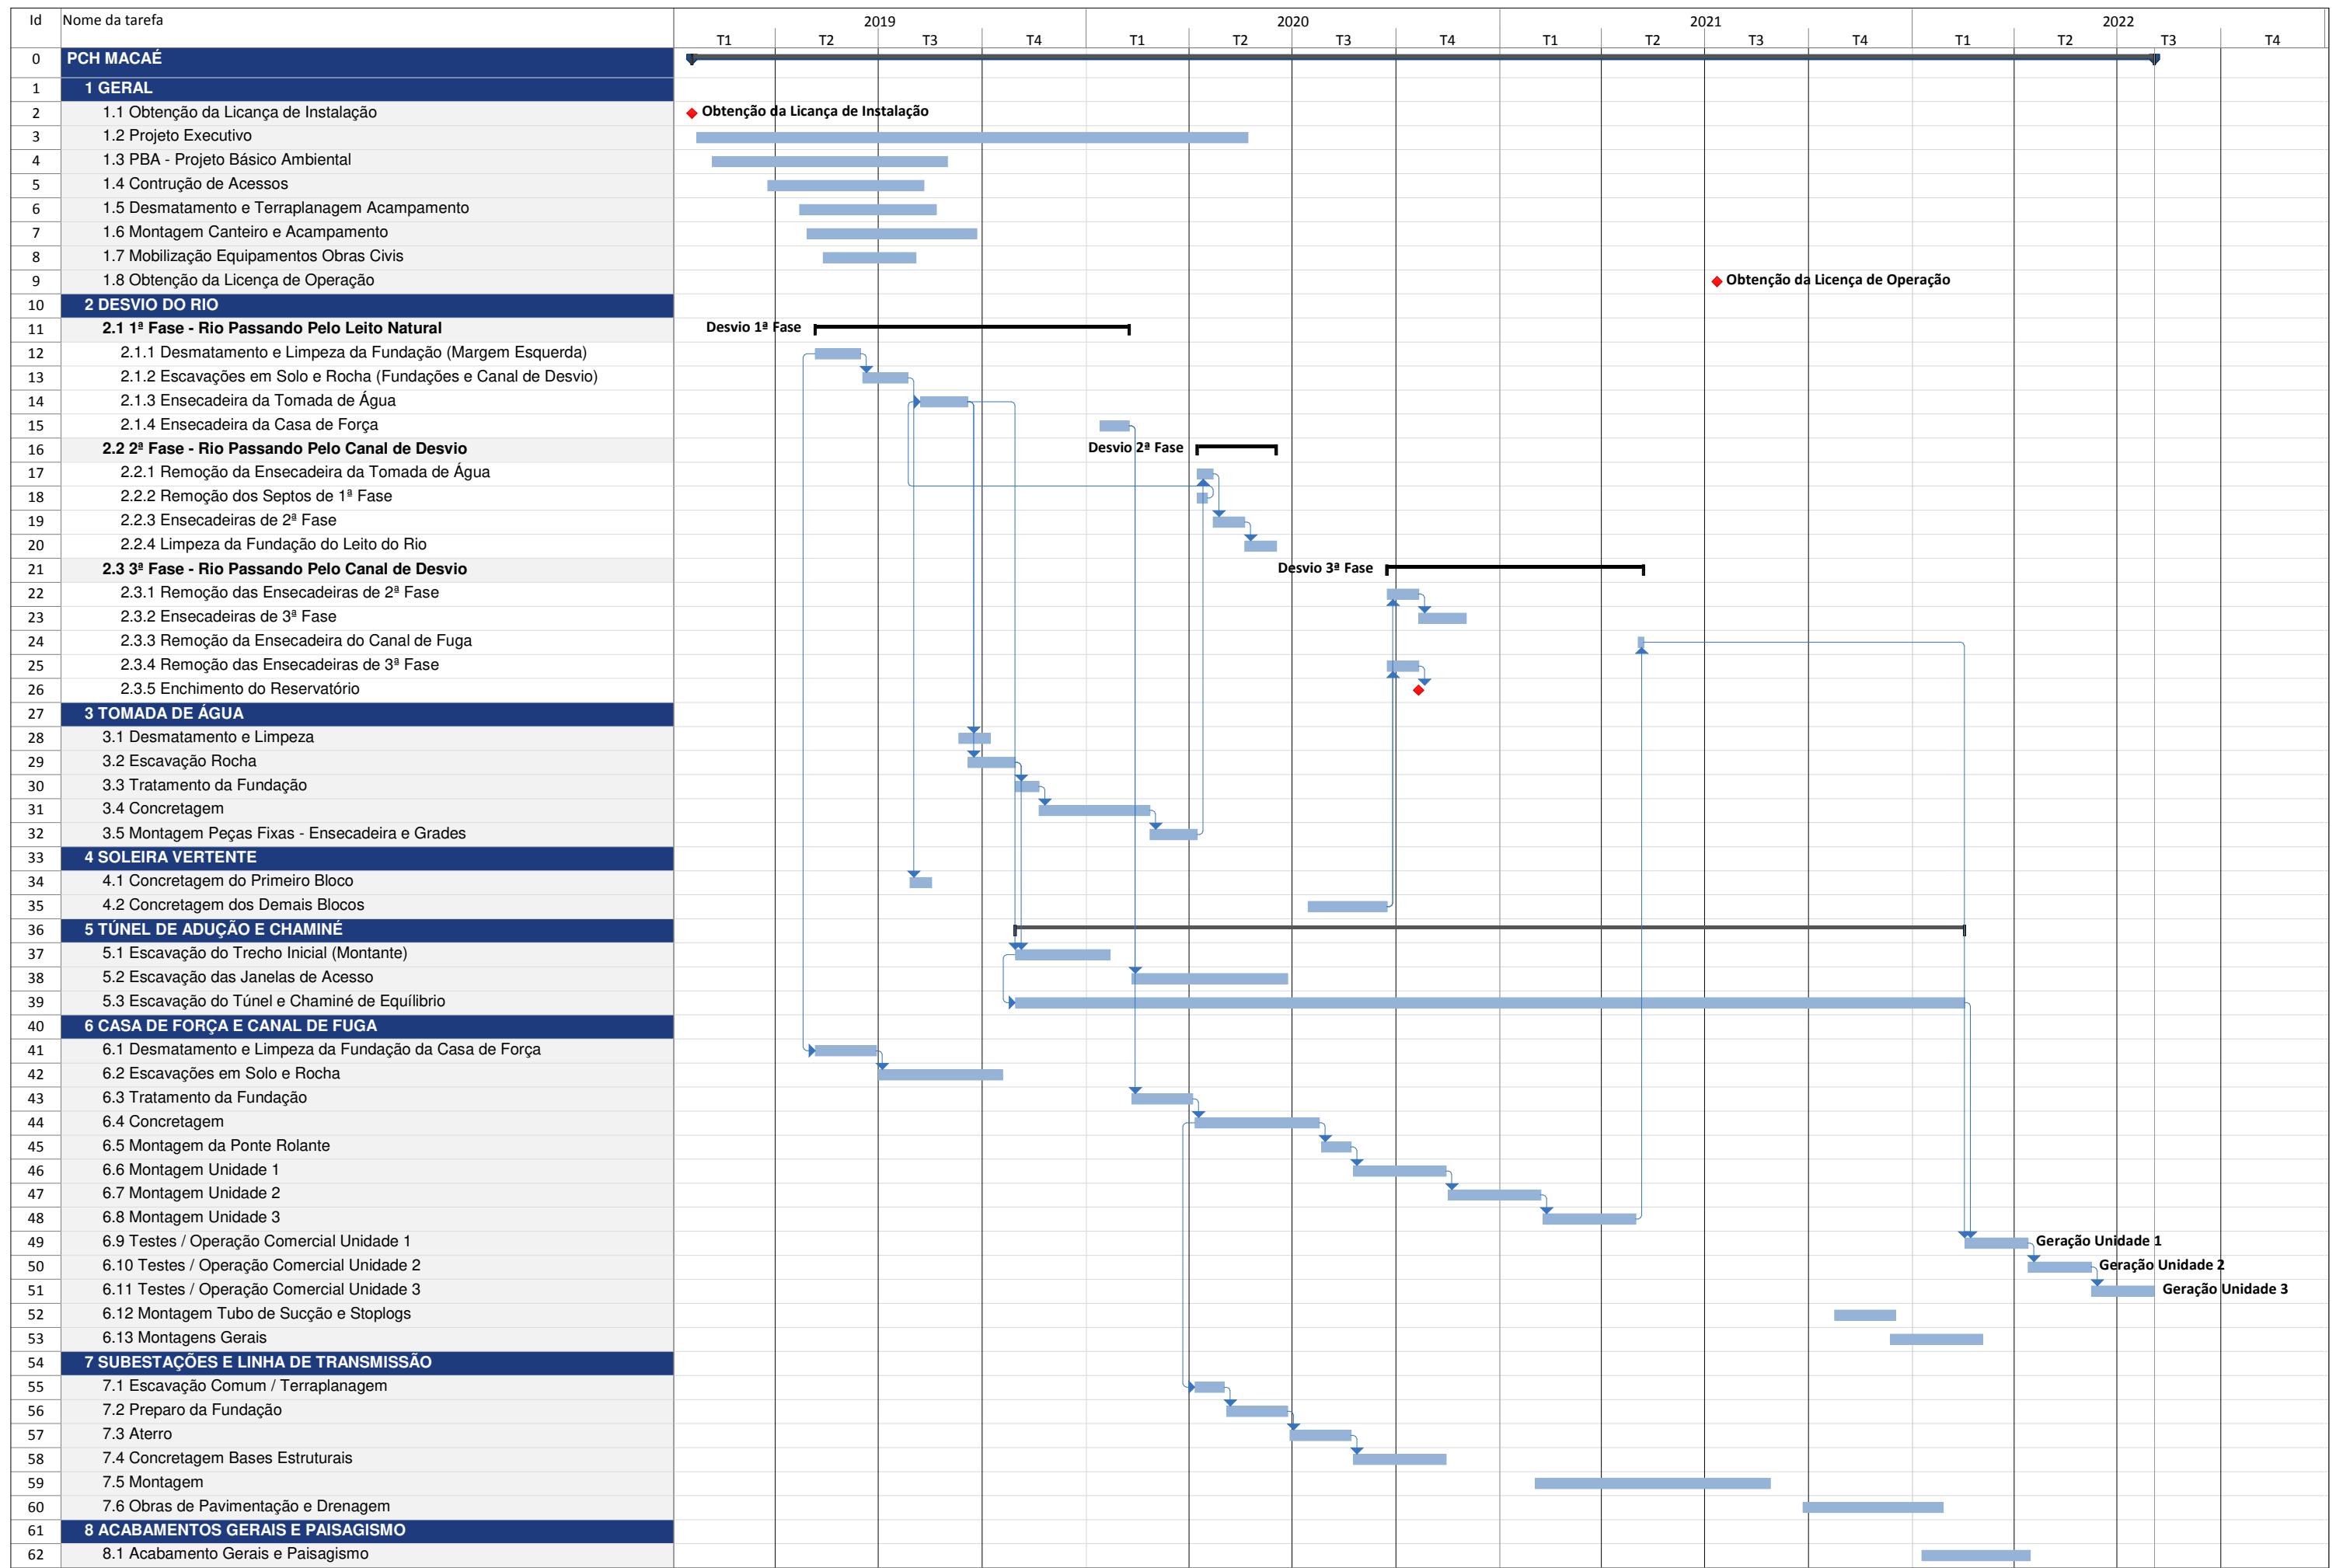 Id Nome da tarefa 2019 2020 2021 2022
T1 T2 T3 T4 T1 T2 T3 T4 T1 T2 T3 T4 T1 T2 T3 T4
0 PCH MACAÉ
1 1 GERAL
2 1.1 Obtenção da Licança de Instalação Obtenção da Licança de Instalação
3 1.2 Projeto Executivo
4 1.3 PBA - Projeto Básico Ambiental
5 1.4 Contrução de Acessos
6 1.5 Desmatamento e Terraplanagem Acampamento
7 1.6 Montagem Canteiro e Acampamento
8 1.7 Mobilização Equipamentos Obras Civis
9 1.8 Obtenção da Licença de Operação Obtenção da Licença de Operação
10 2 DESVIO DO RIO
11 2.1 1ª Fase - Rio Passando Pelo Leito Natural Desvio 1ª Fase
12 2.1.1 Desmatamento e Limpeza da Fundação (Margem Esquerda)
13 2.1.2 Escavações em Solo e Rocha (Fundações e Canal de Desvio)
14 2.1.3 Ensecadeira da Tomada de Água
15 2.1.4 Ensecadeira da Casa de Força
16 2.2 2ª Fase - Rio Passando Pelo Canal de Desvio Desvio 2ª Fase
17 2.2.1 Remoção da Ensecadeira da Tomada de Água
18 2.2.2 Remoção dos Septos de 1ª Fase
19 2.2.3 Ensecadeiras de 2ª Fase
20 2.2.4 Limpeza da Fundação do Leito do Rio
21 2.3 3ª Fase - Rio Passando Pelo Canal de Desvio Desvio 3ª Fase
22 2.3.1 Remoção das Ensecadeiras de 2ª Fase
23 2.3.2 Ensecadeiras de 3ª Fase
24 2.3.3 Remoção da Ensecadeira do Canal de Fuga
25 2.3.4 Remoção das Ensecadeiras de 3ª Fase
26 2.3.5 Enchimento do Reservatório
27 3 TOMADA DE ÁGUA
28 3.1 Desmatamento e Limpeza
29 3.2 Escavação Rocha
30 3.3 Tratamento da Fundação
31 3.4 Concretagem
32 3.5 Montagem Peças Fixas - Ensecadeira e Grades
33 4 SOLEIRA VERTENTE
34 4.1 Concretagem do Primeiro Bloco
35 4.2 Concretagem dos Demais Blocos
36 5 TÚNEL DE ADUÇÃO E CHAMINÉ
37 5.1 Escavação do Trecho Inicial (Montante)
38 5.2 Escavação das Janelas de Acesso
39 5.3 Escavação do Túnel e Chaminé de Equílibrio
40 6 CASA DE FORÇA E CANAL DE FUGA
41 6.1 Desmatamento e Limpeza da Fundação da Casa de Força
42 6.2 Escavações em Solo e Rocha
43 6.3 Tratamento da Fundação
44 6.4 Concretagem
45 6.5 Montagem da Ponte Rolante
46 6.6 Montagem Unidade 1
47 6.7 Montagem Unidade 2
48 6.8 Montagem Unidade 3
49 6.9 Testes / Operação Comercial Unidade 1 Geração Unidade 1
50 6.10 Testes / Operação Comercial Unidade 2 Geração Unidade 2
51 6.11 Testes / Operação Comercial Unidade 3 Geração Unidade 3
52 6.12 Montagem Tubo de Sucção e Stoplogs
53 6.13 Montagens Gerais
54 7 SUBESTAÇÕES E LINHA DE TRANSMISSÃO
55 7.1 Escavação Comum / Terraplanagem
56 7.2 Preparo da Fundação
57 7.3 Aterro
58 7.4 Concretagem Bases Estruturais
59 7.5 Montagem
60 7.6 Obras de Pavimentação e Drenagem
61 8 ACABAMENTOS GERAIS E PAISAGISMO
62 8.1 Acabamento Gerais e Paisagismo